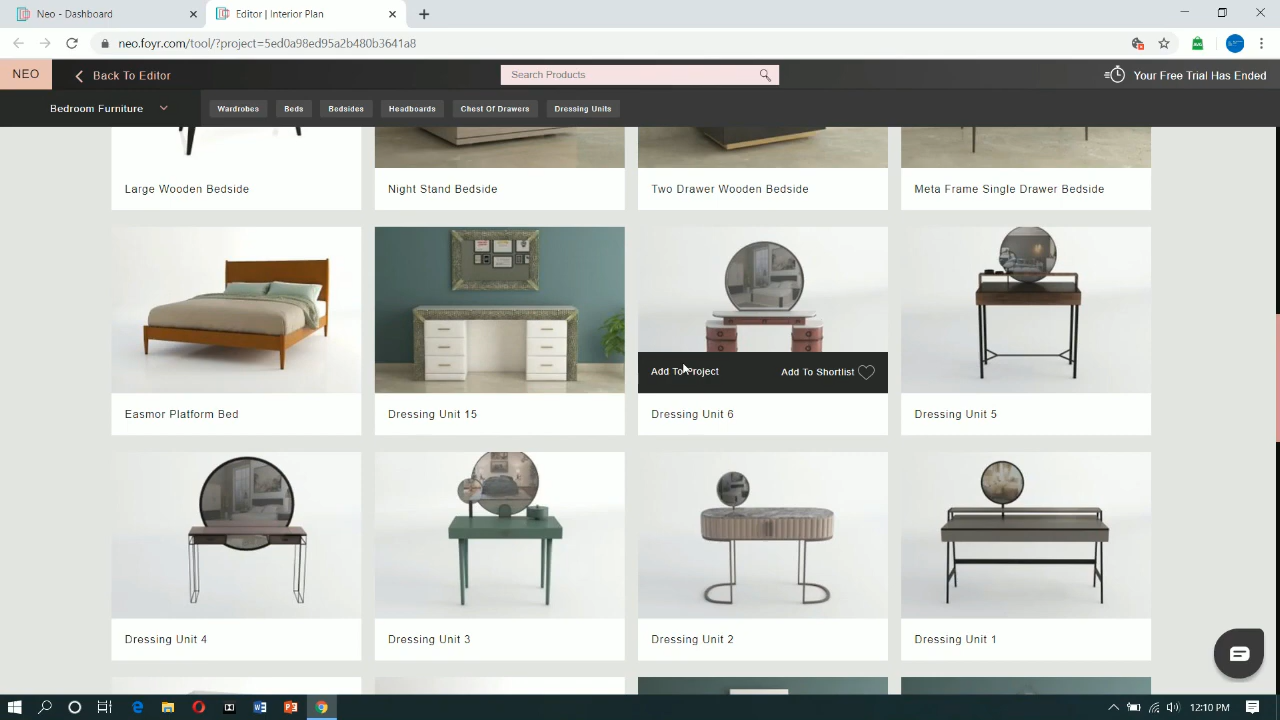 Neo - Dashboard
Editor | Interior Plan
neo.foyr.com/tool/?project=5ed0a98ed95a2b480b3641a8
NEO
Back To Editor
Search Products
Your Free Trial Has Ended
Bedroom Furniture
Wardrobes
Beds
Bedsides
Headboards
Chest Of Drawers
Dressing Units
Large Wooden Bedside
Night Stand Bedside
Two Drawer Wooden Bedside
Meta Frame Single Drawer Bedside
Add To Project
Add To Shortlist
Easmor Platform Bed
Dressing Unit 15
Dressing Unit 6
Dressing Unit 5
Dressing Unit 4
Dressing Unit 3
Dressing Unit 2
Dressing Unit 1
12:10 PM